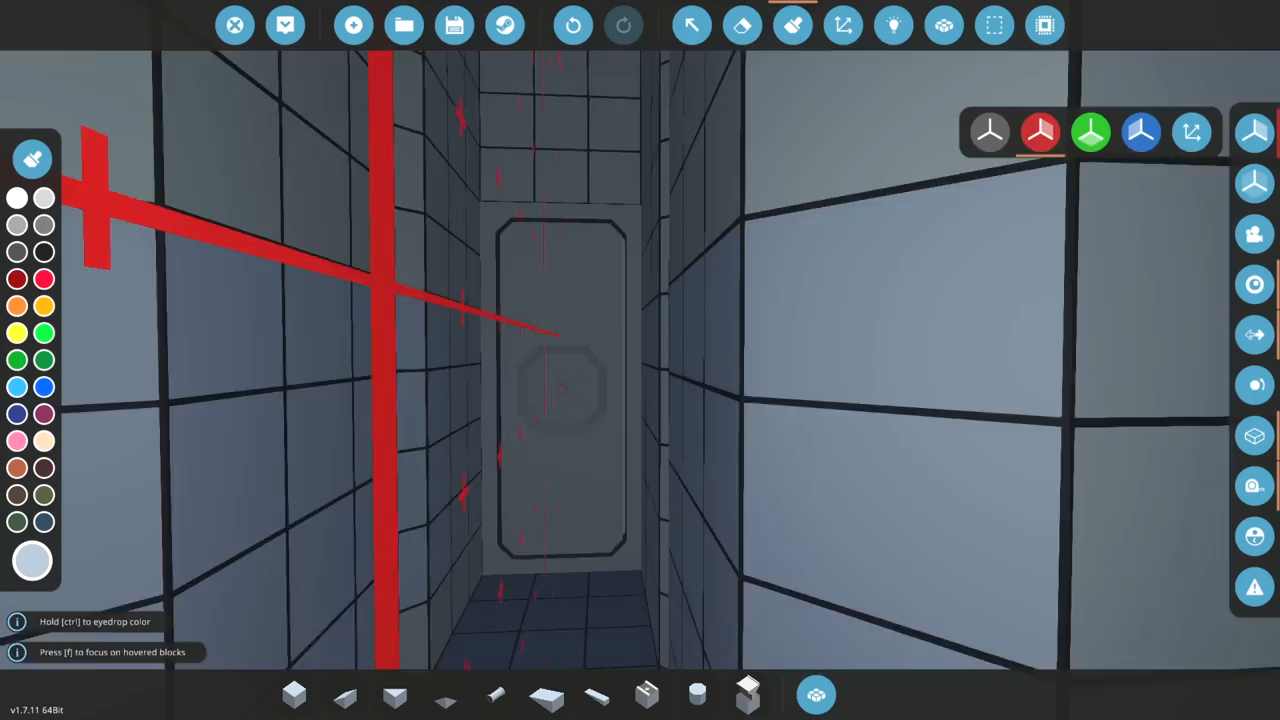 Hold [ctrl] to eyedrop color
Press [f] to focus on hovered blocks
v1.7.11 64Bit